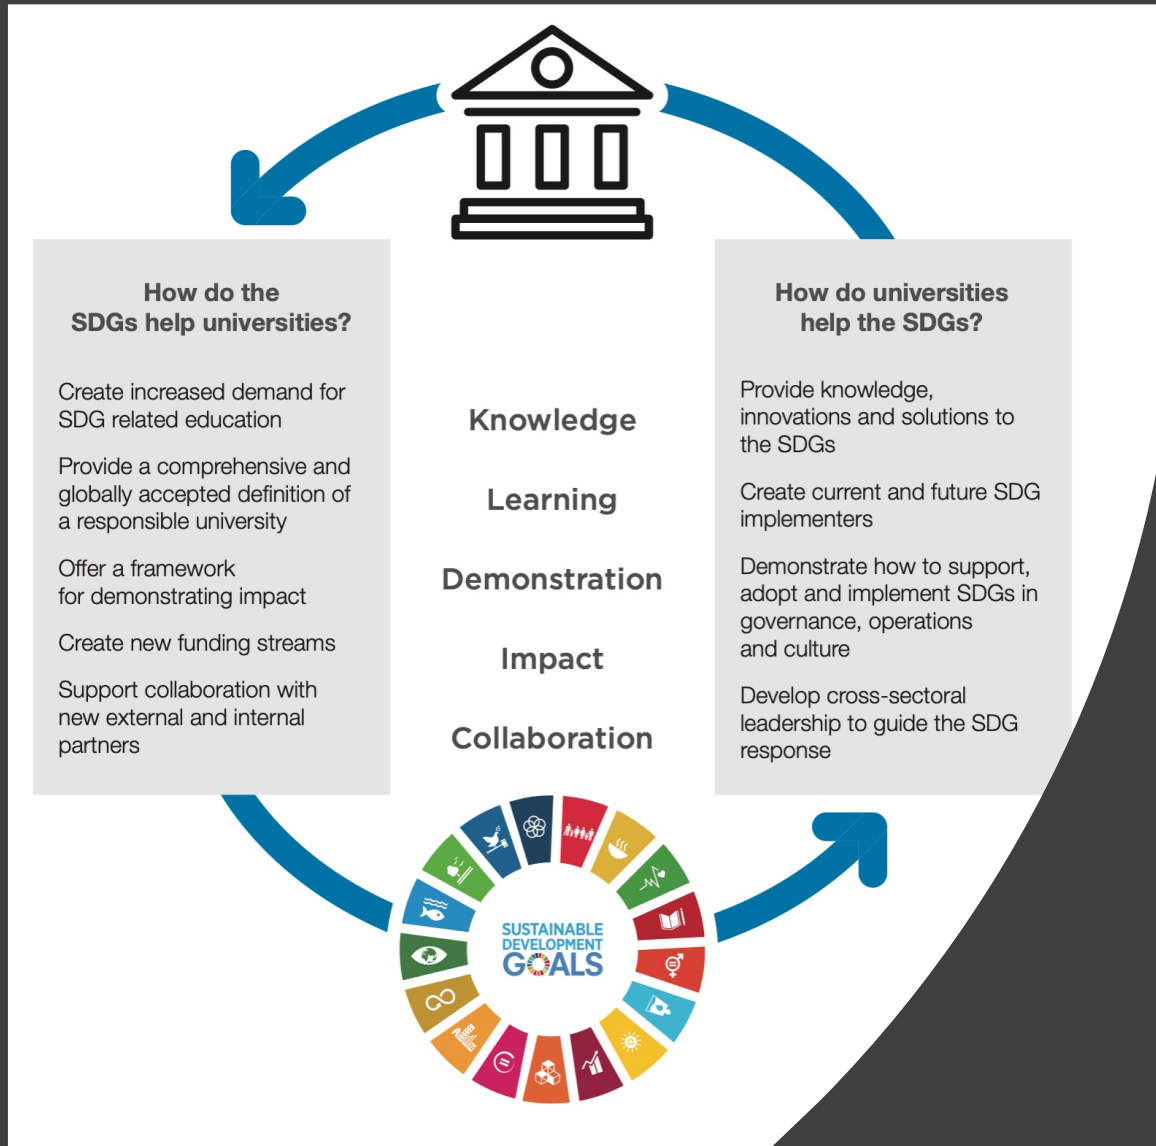 How do the
SDGs help universities?
Create increased demand for
SDG related education
Provide a comprehensive and
globally accepted definition of
a responsible university
Offer a framework
for demonstrating impact
Create new funding streams
Support collaboration with
new external and internal
partners
Knowledge
Learning
Demonstration
Impact
Collaboration
How do universities
help the SDGs?
Provide knowledge,
innovations and solutions to
the SDGs
Create current and future SDG
implementers
Demonstrate how to support,
adopt and implement SDGs in
governance, operations
and culture
Develop cross-sectoral
leadership to guide the SDG
response
SUSTAINABLE
DEVELOPMENT
GOALS